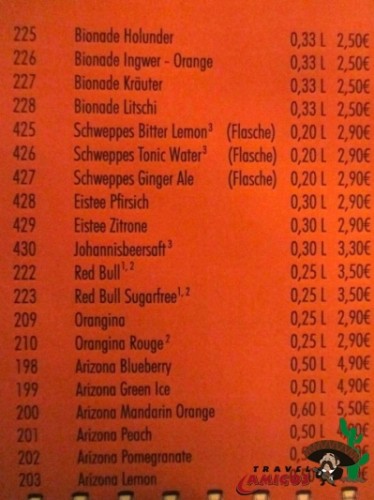 225 Bionade Holunder 0,33 L 2,50€
226 Bionade Ingwer - Orange 0,33 L 2,50€
227 Bionade Kräuter 0,33 L 2,50€
228 Bionade Litschi 0,33 L 2,50€
425 Schweppes Bitter Lemon³ (Flasche) 0,20 L 2,90€
426 Schweppes Tonic Water³ (Flasche) 0,20 L 2,90€
427 Schweppes Ginger Ale (Flasche) 0,20 L 2,90€
428 Eistee Pfirsich 0,30 L 2,90€
429 Eistee Zitrone 0,30 L 2,90€
430 Johannisbeersaft³ 0,30 L 3,30€
222 Red Bull¹,² 0,25 L 3,50€
223 Red Bull Sugarfree¹,² 0,25 L 3,50€
209 Orangina 0,25 L 2,90€
210 Orangina Rouge² 0,25 L 2,90€
198 Arizona Blueberry 0,50 L 4,90€
199 Arizona Green Ice 0,50 L 4,90€
200 Arizona Mandarin Orange 0,60 L 5,50€
201 Arizona Peach 0,50 L
202 Arizona Pomegranate
203 Arizona Lemon
TRAVEL
AMIGOS